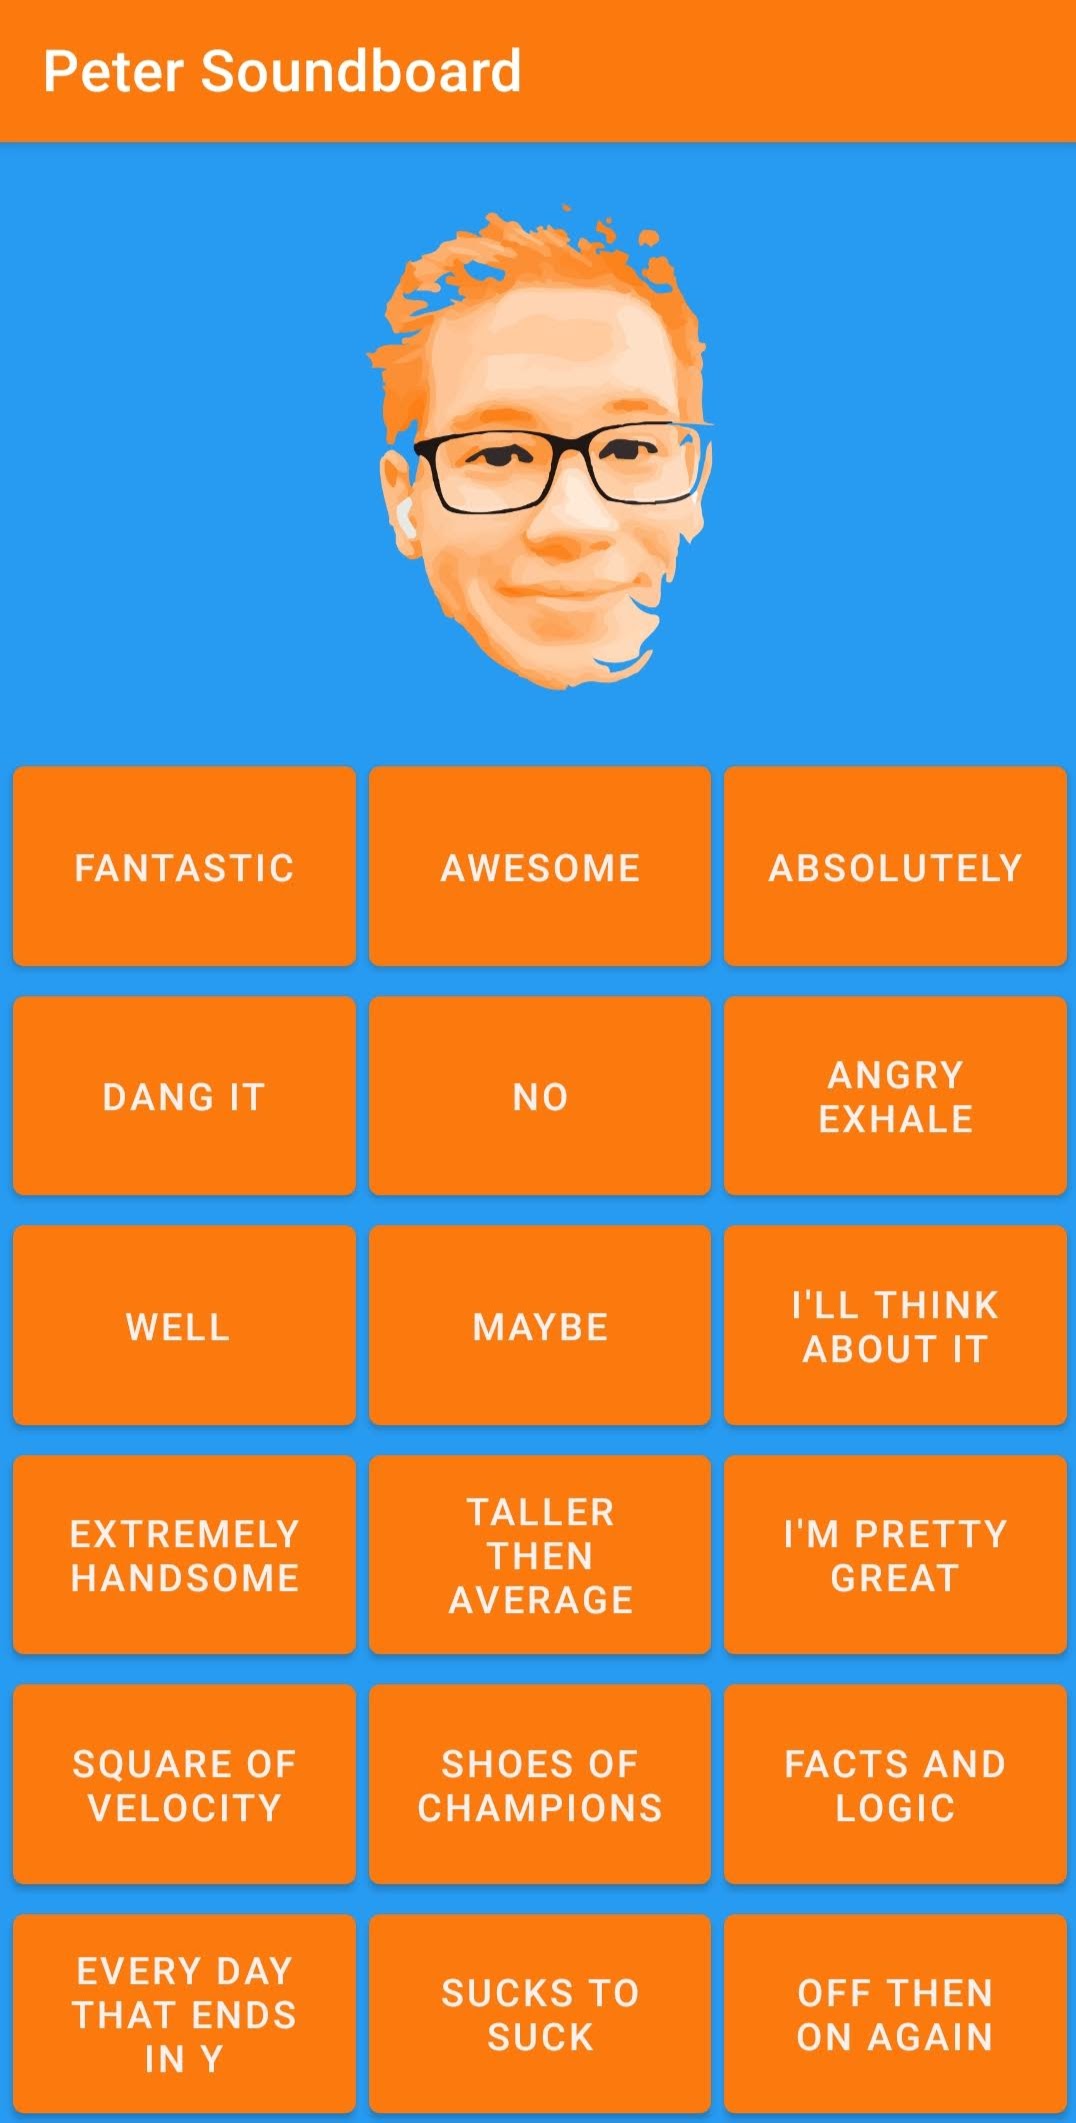 Peter Soundboard
FANTASTIC
AWESOME
ABSOLUTELY
DANG IT
NO
ANGRY
EXHALE
WELL
MAYBE
I'LL THINK
ABOUT IT
EXTREMELY
HANDSOME
TALLER
THEN
AVERAGE
I'M PRETTY
GREAT
SQUARE OF
VELOCITY
SHOES OF
CHAMPIONS
FACTS AND
LOGIC
EVERY DAY
THAT ENDS
IN Y
SUCKS TO
SUCK
OFF THEN
ON AGAIN